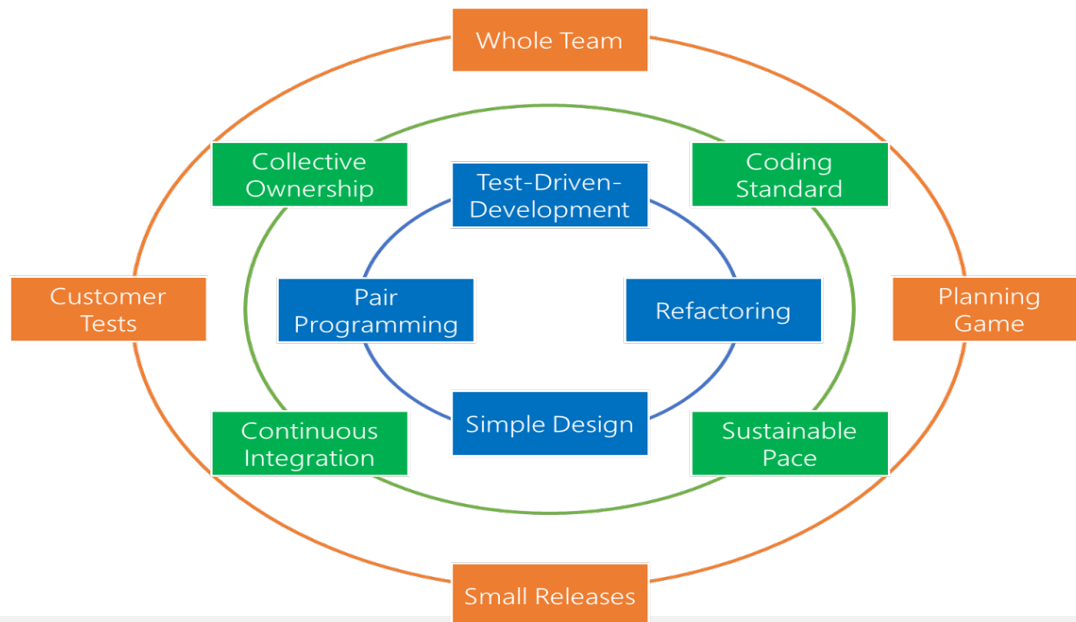 Whole Team
Collective
Ownership
Coding
Standard
Test-Driven-
Development
Customer
Tests
Pair
Programming
Refactoring
Planning
Game
Simple Design
Continuous
Integration
Sustainable
Pace
Small Releases